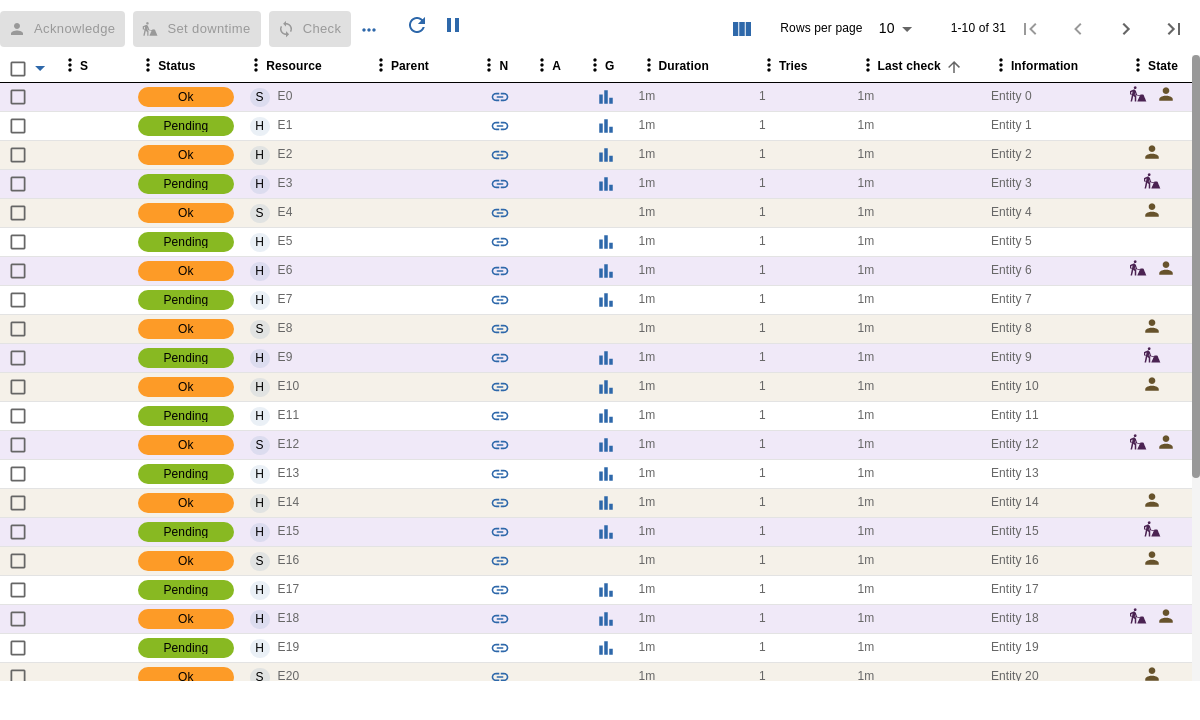 Acknowledge Set downtime Check ... Rows per page 10 1-10 of 31
S Status Resource Parent N A G Duration Tries Last check Information State
Ok S E0 1m 1 1m Entity 0
Pending H E1 1m 1 1m Entity 1
Ok H E2 1m 1 1m Entity 2
Pending H E3 1m 1 1m Entity 3
Ok S E4 1m 1 1m Entity 4
Pending H E5 1m 1 1m Entity 5
Ok H E6 1m 1 1m Entity 6
Pending H E7 1m 1 1m Entity 7
Ok S E8 1m 1 1m Entity 8
Pending H E9 1m 1 1m Entity 9
Ok H E10 1m 1 1m Entity 10
Pending H E11 1m 1 1m Entity 11
Ok S E12 1m 1 1m Entity 12
Pending H E13 1m 1 1m Entity 13
Ok H E14 1m 1 1m Entity 14
Pending H E15 1m 1 1m Entity 15
Ok S E16 1m 1 1m Entity 16
Pending H E17 1m 1 1m Entity 17
Ok H E18 1m 1 1m Entity 18
Pending H E19 1m 1 1m Entity 19
Ok S E20 1m 1 1m Entity 20